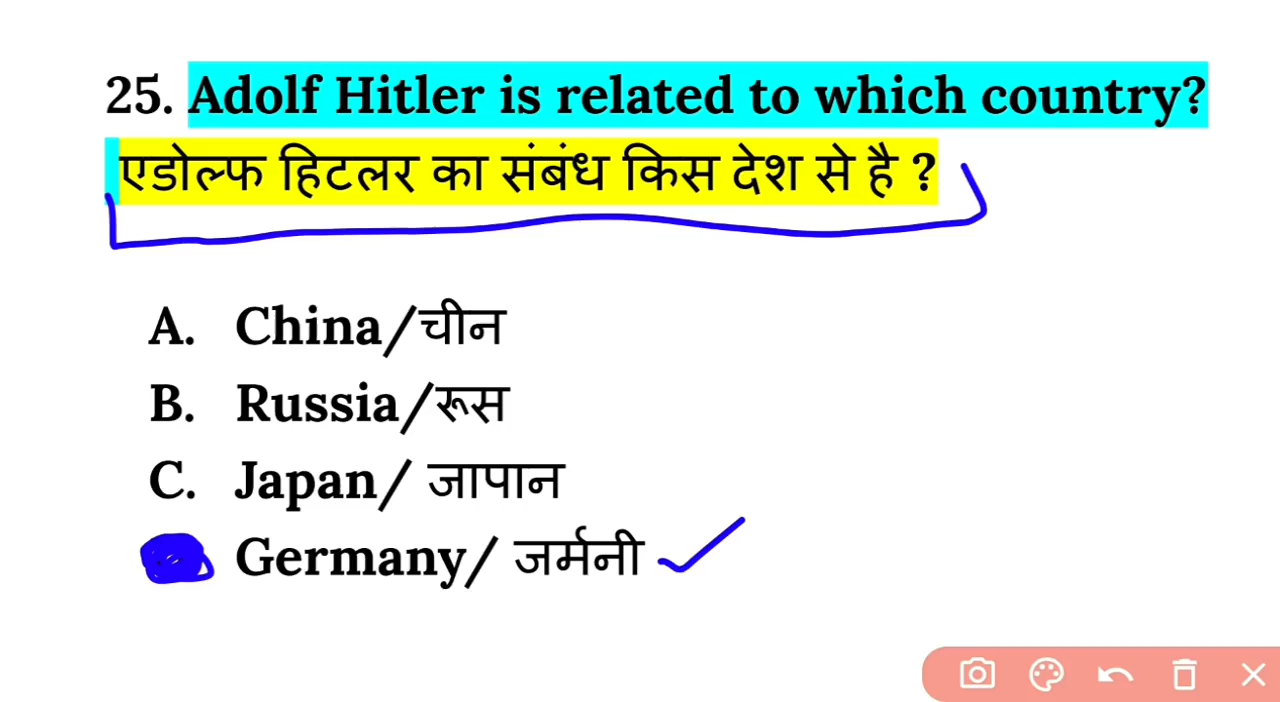 25. Adolf Hitler is related to which country?
एडोल्फ हिटलर का संबंध किस देश से है ?
A. China/चीन
B. Russia/रूस
C. Japan/ जापान
Germany/ जर्मनी